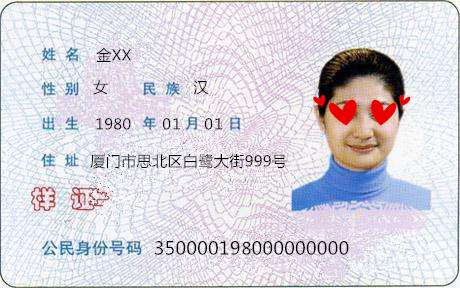 姓 名 金XX
性 别 女 民 族 汉
出 生 1980 年 01 月 01 日
住 址 厦门市思北区白鹭大街999号
样 证
公民身份号码 350000198000000000